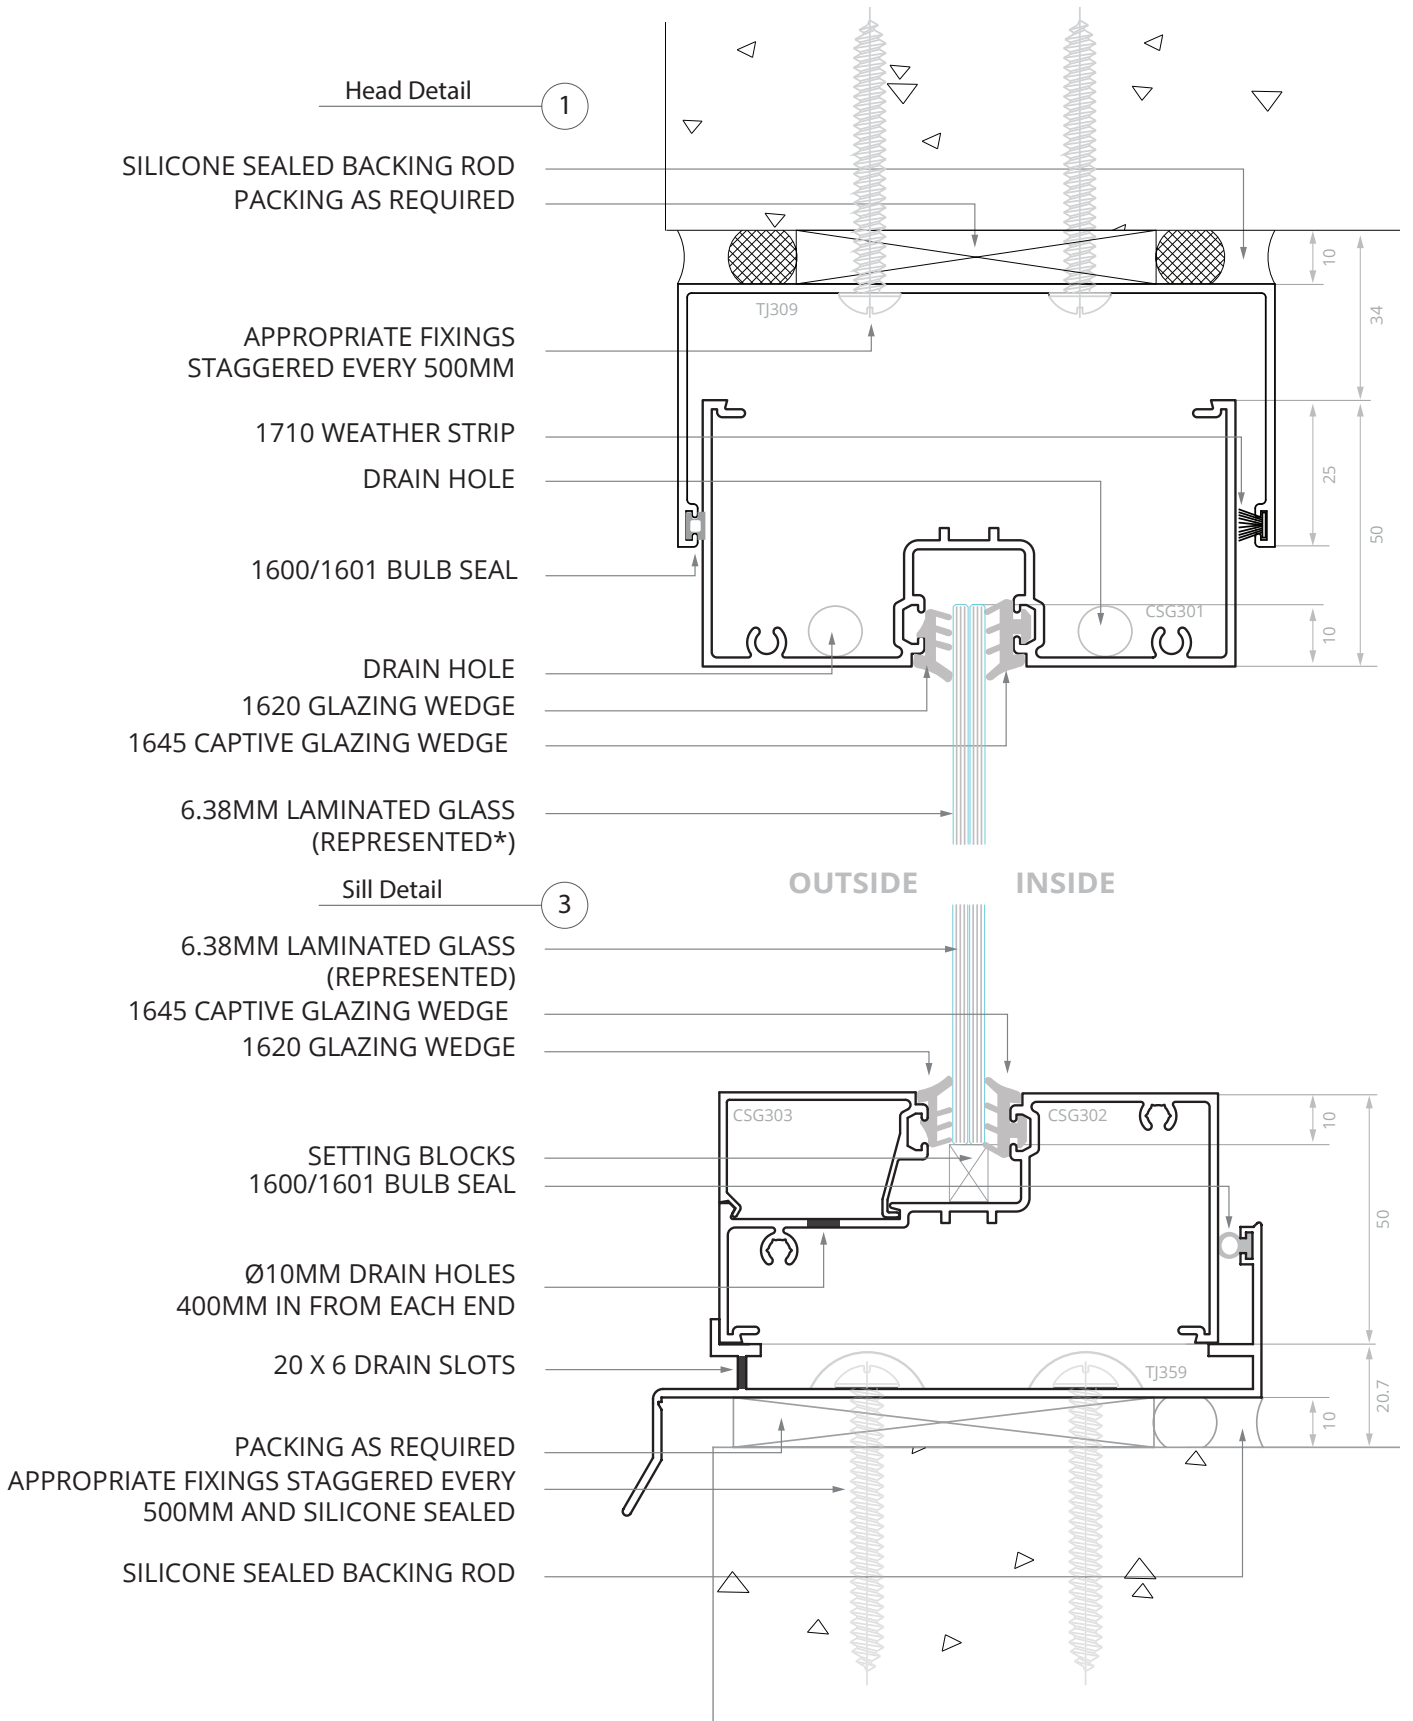 Head Detail
1
SILICONE SEALED BACKING ROD
PACKING AS REQUIRED
10
TJ309
34
APPROPRIATE FIXINGS
STAGGERED EVERY 500MM
1710 WEATHER STRIP
DRAIN HOLE
25
50
1600/1601 BULB SEAL
CSG301
10
DRAIN HOLE
1620 GLAZING WEDGE
1645 CAPTIVE GLAZING WEDGE
6.38MM LAMINATED GLASS
(REPRESENTED*)
OUTSIDE
INSIDE
Sill Detail
3
6.38MM LAMINATED GLASS
(REPRESENTED)
1645 CAPTIVE GLAZING WEDGE
1620 GLAZING WEDGE
CSG303
CSG302
10
SETTING BLOCKS
1600/1601 BULB SEAL
50
Ø10MM DRAIN HOLES
400MM IN FROM EACH END
20 X 6 DRAIN SLOTS
TJ359
20.7
10
PACKING AS REQUIRED
APPROPRIATE FIXINGS STAGGERED EVERY
500MM AND SILICONE SEALED
SILICONE SEALED BACKING ROD